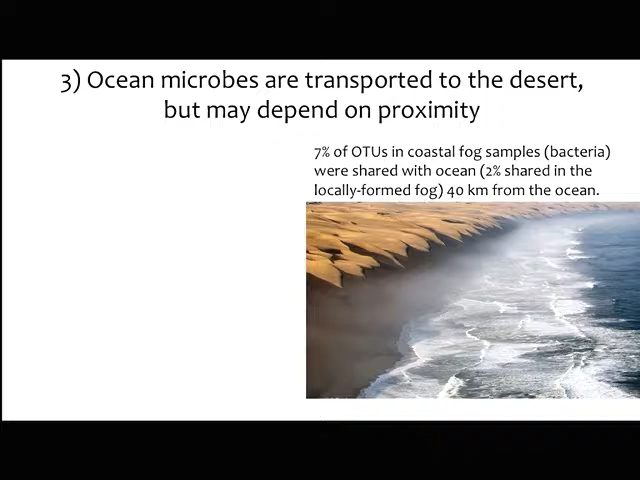 3) Ocean microbes are transported to the desert,
but may depend on proximity
7% of OTUs in coastal fog samples (bacteria)
were shared with ocean (2% shared in the
locally-formed fog) 40 km from the ocean.